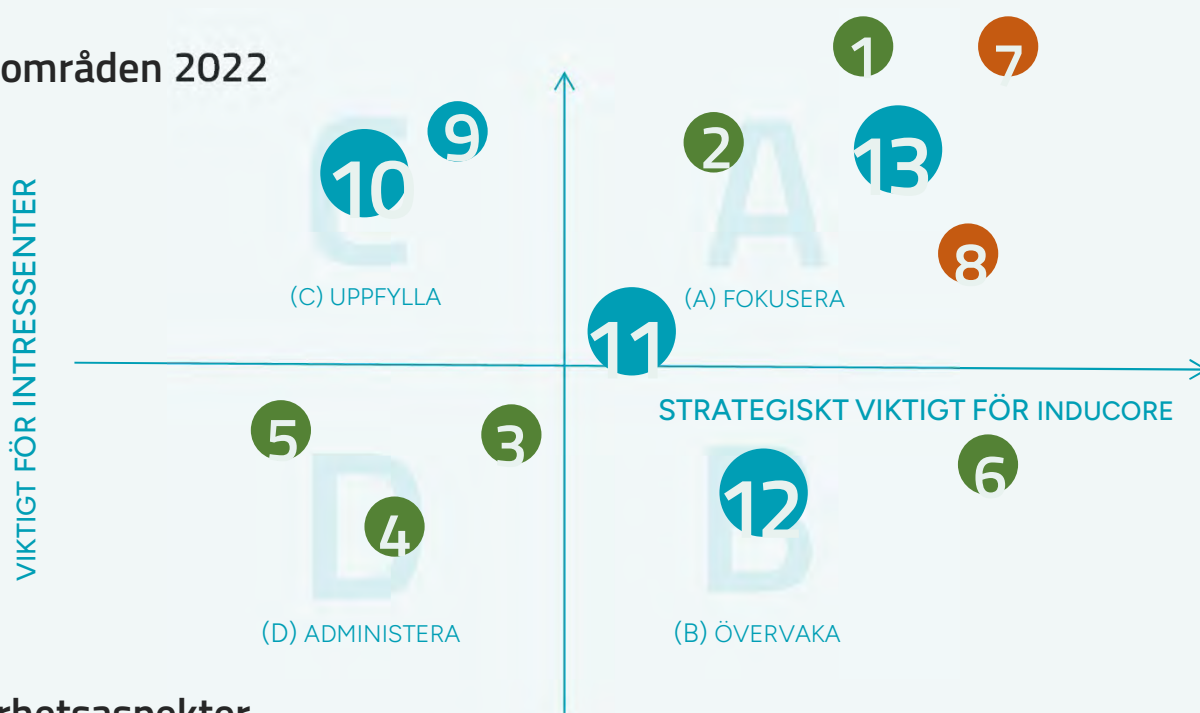 områden 2022
1
7
9
2
13
10
8
(C) UPPFYLLA
(A) FOKUSERA
C
A
VIKTIGT FÖR INTRESSENTER
11
STRATEGISKT VIKTIGT FÖR INDUCORE
5
3
6
12
4
D
B
(D) ADMINISTERA
(B) ÖVERVAKA